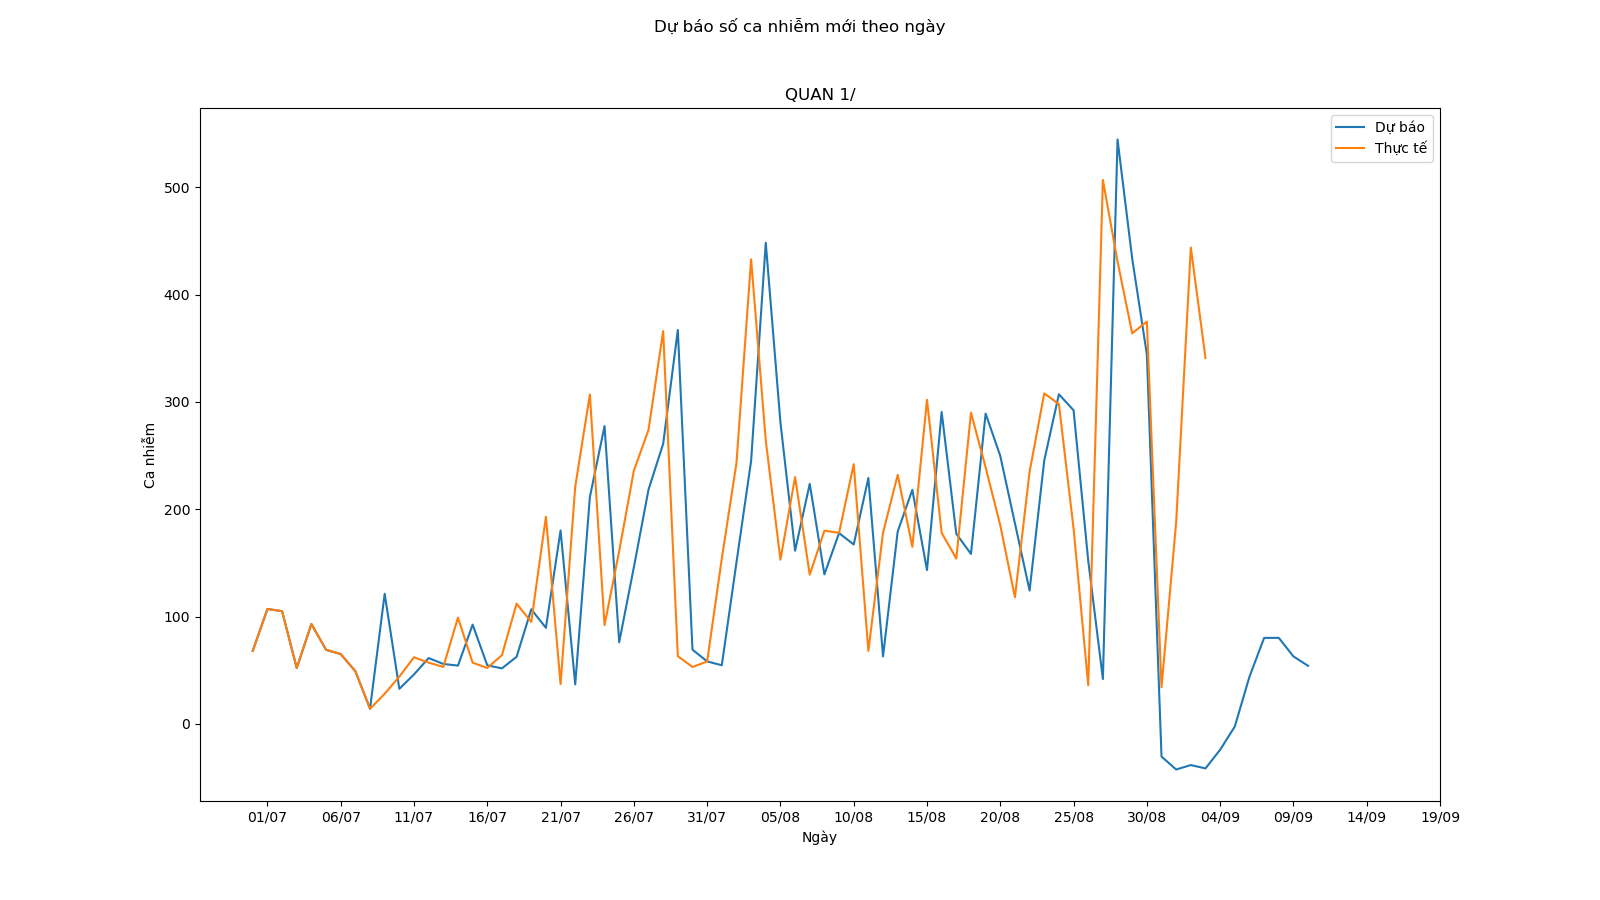 Dự báo số ca nhiễm mới theo ngày
QUAN 1/
Dự báo
Thực tế
500
400
300
200
100
0
Ca nhiễm
01/07 06/07 11/07 16/07 21/07 26/07 31/07 05/08 10/08 15/08 20/08 25/08 30/08 04/09 09/09 14/09 19/09
Ngày